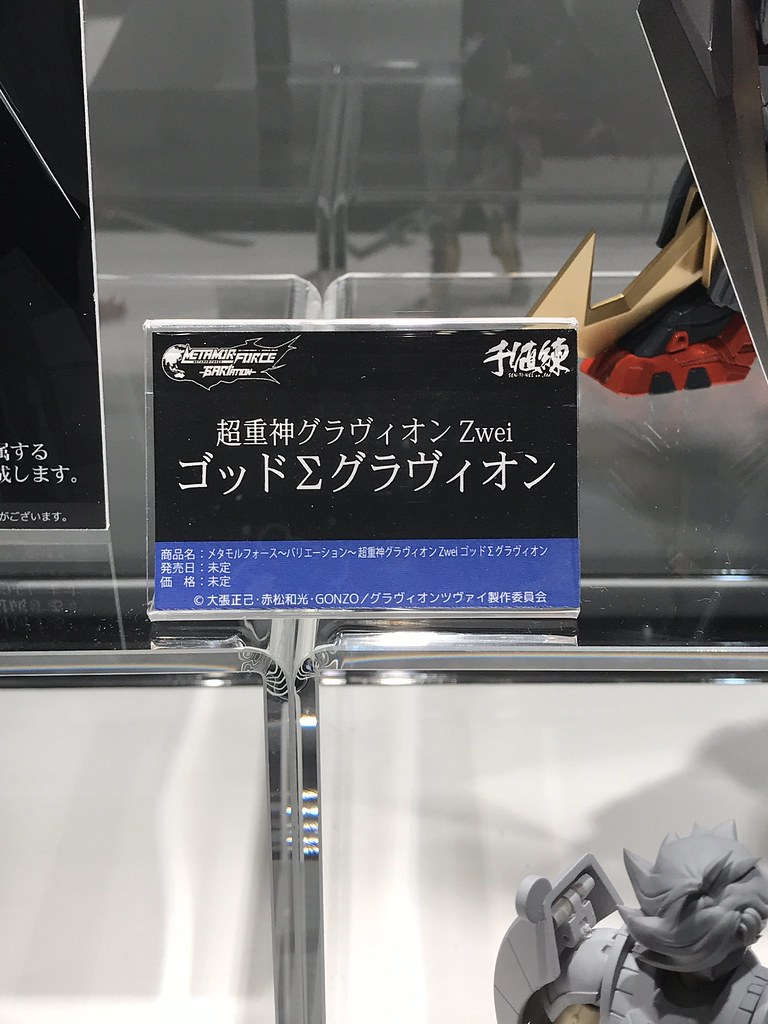 属する
成します。
がございます。
METAMOR-FORCE
BARIATION
千値練
SEN-TI-NEL co.,ltd
超重神グラヴィオン Zwei
ゴッドΣグラヴィオン
商品名：メタモルフォース～バリエーション～ 超重神グラヴィオン Zwei ゴッドΣグラヴィオン
発売日：未定
価　格：未定
© 大張正己・赤松和光・GONZO／グラヴィオンツヴァイ製作委員会